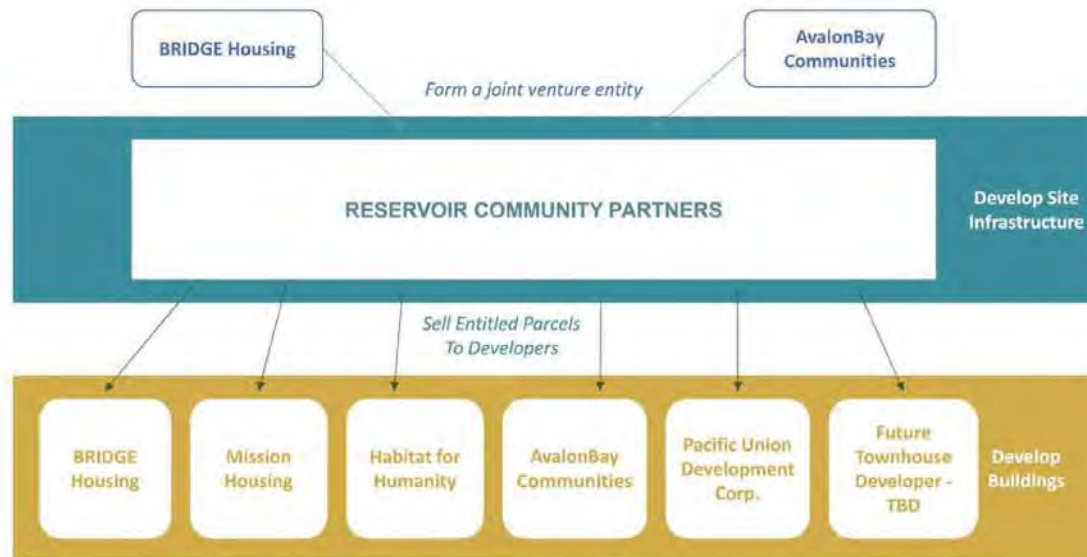 BRIDGE Housing
AvalonBay
Communities
Form a joint venture entity
RESERVOIR COMMUNITY PARTNERS
Develop Site
Infrastructure
Sell Entitled Parcels
To Developers
BRIDGE
Housing
Mission
Housing
Habitat for
Humanity
AvalonBay
Communities
Pacific Union
Development
Corp.
Future
Townhouse
Developer -
TBD
Develop
Buildings